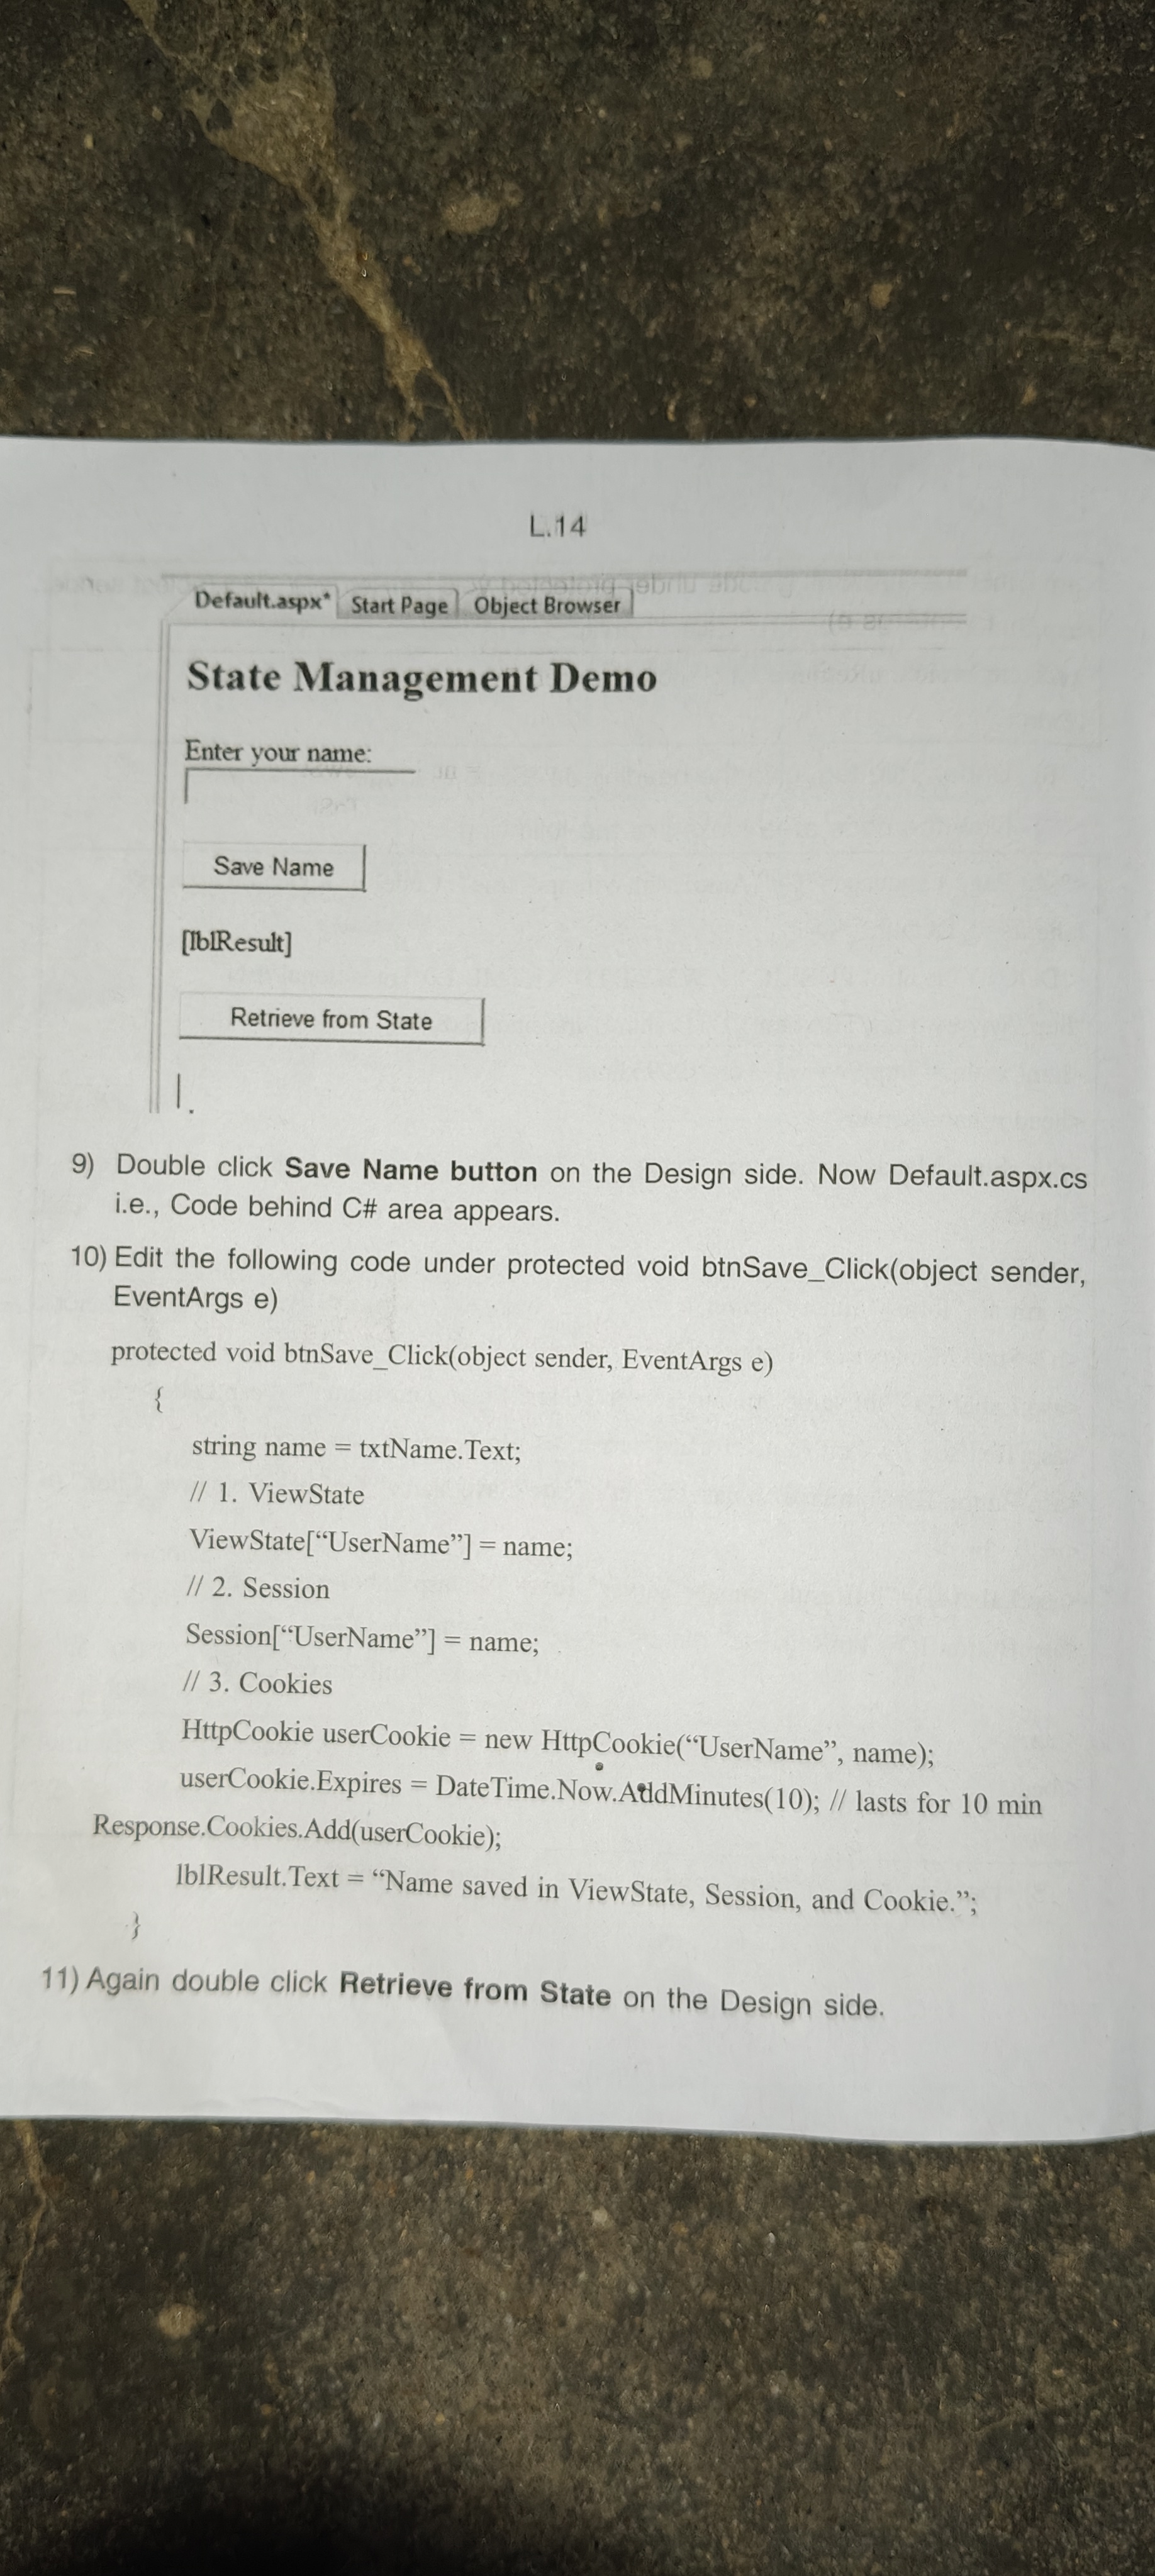 L.14
Default.aspx* Start Page Object Browser
State Management Demo
Enter your name:
Save Name
[lblResult]
Retrieve from State
9) Double click Save Name button on the Design side. Now Default.aspx.cs
i.e., Code behind C# area appears.
10) Edit the following code under protected void btnSave_Click(object sender,
EventArgs e)
protected void btnSave_Click(object sender, EventArgs e)
{
string name = txtName.Text;
// 1. ViewState
ViewState[“UserName”] = name;
// 2. Session
Session[“UserName”] = name;
// 3. Cookies
HttpCookie userCookie = new HttpCookie(“UserName”, name);
userCookie.Expires = DateTime.Now.AddMinutes(10); // lasts for 10 min
Response.Cookies.Add(userCookie);
lblResult.Text = “Name saved in ViewState, Session, and Cookie.”;
}
11) Again double click Retrieve from State on the Design side.